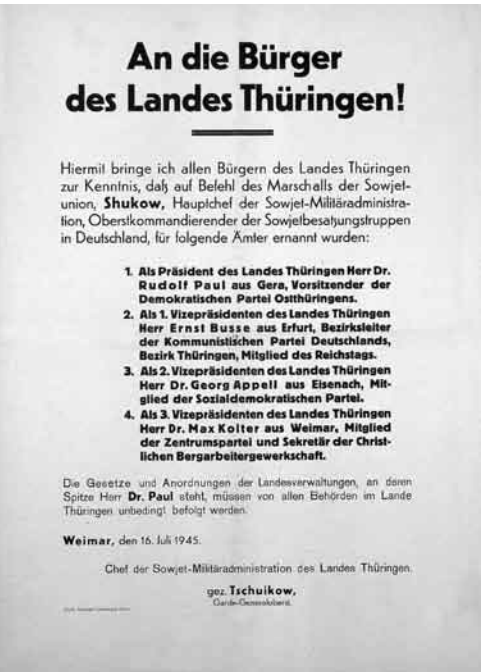 An die Bürger
des Landes Thüringen!
Hiermit bringe ich allen Bürgern des Landes Thüringen
zur Kenntnis, daß auf Befehl des Marschalls der Sowjet-
union, Shukow, Hauptchef der Sowjet-Militäradministra-
tion, Oberstkommandierender der Sowjetbesatzungstruppen
in Deutschland, für folgende Ämter ernannt wurden:
1. Als Präsident des Landes Thüringen Herr Dr.
Rudolf Paul aus Gera, Vorsitzender der
Demokratischen Partei Ostthüringens.
2. Als 1. Vizepräsidenten des Landes Thüringen
Herr Ernst Busse aus Erfurt, Bezirksleiter
der Kommunistischen Partei Deutschlands,
Bezirk Thüringen, Mitglied des Reichstags.
3. Als 2. Vizepräsidenten des Landes Thüringen
Herr Dr. Georg Appell aus Eisenach, Mit-
glied der Sozialdemokratischen Partei.
4. Als 3. Vizepräsidenten des Landes Thüringen
Herr Dr. Max Kolter aus Weimar, Mitglied
der Zentrumspartei und Sekretär der Christ-
lichen Bergarbeitergewerkschaft.
Die Gesetze und Anordnungen der Landesverwaltungen, an deren
Spitze Herr Dr. Paul steht, müssen von allen Behörden im Lande
Thüringen unbedingt befolgt werden.
Weimar, den 16. Juli 1945.
Chef der Sowjet-Militäradministration des Landes Thüringen.
gez. Tschuikow,
Garde-Generaloberst.